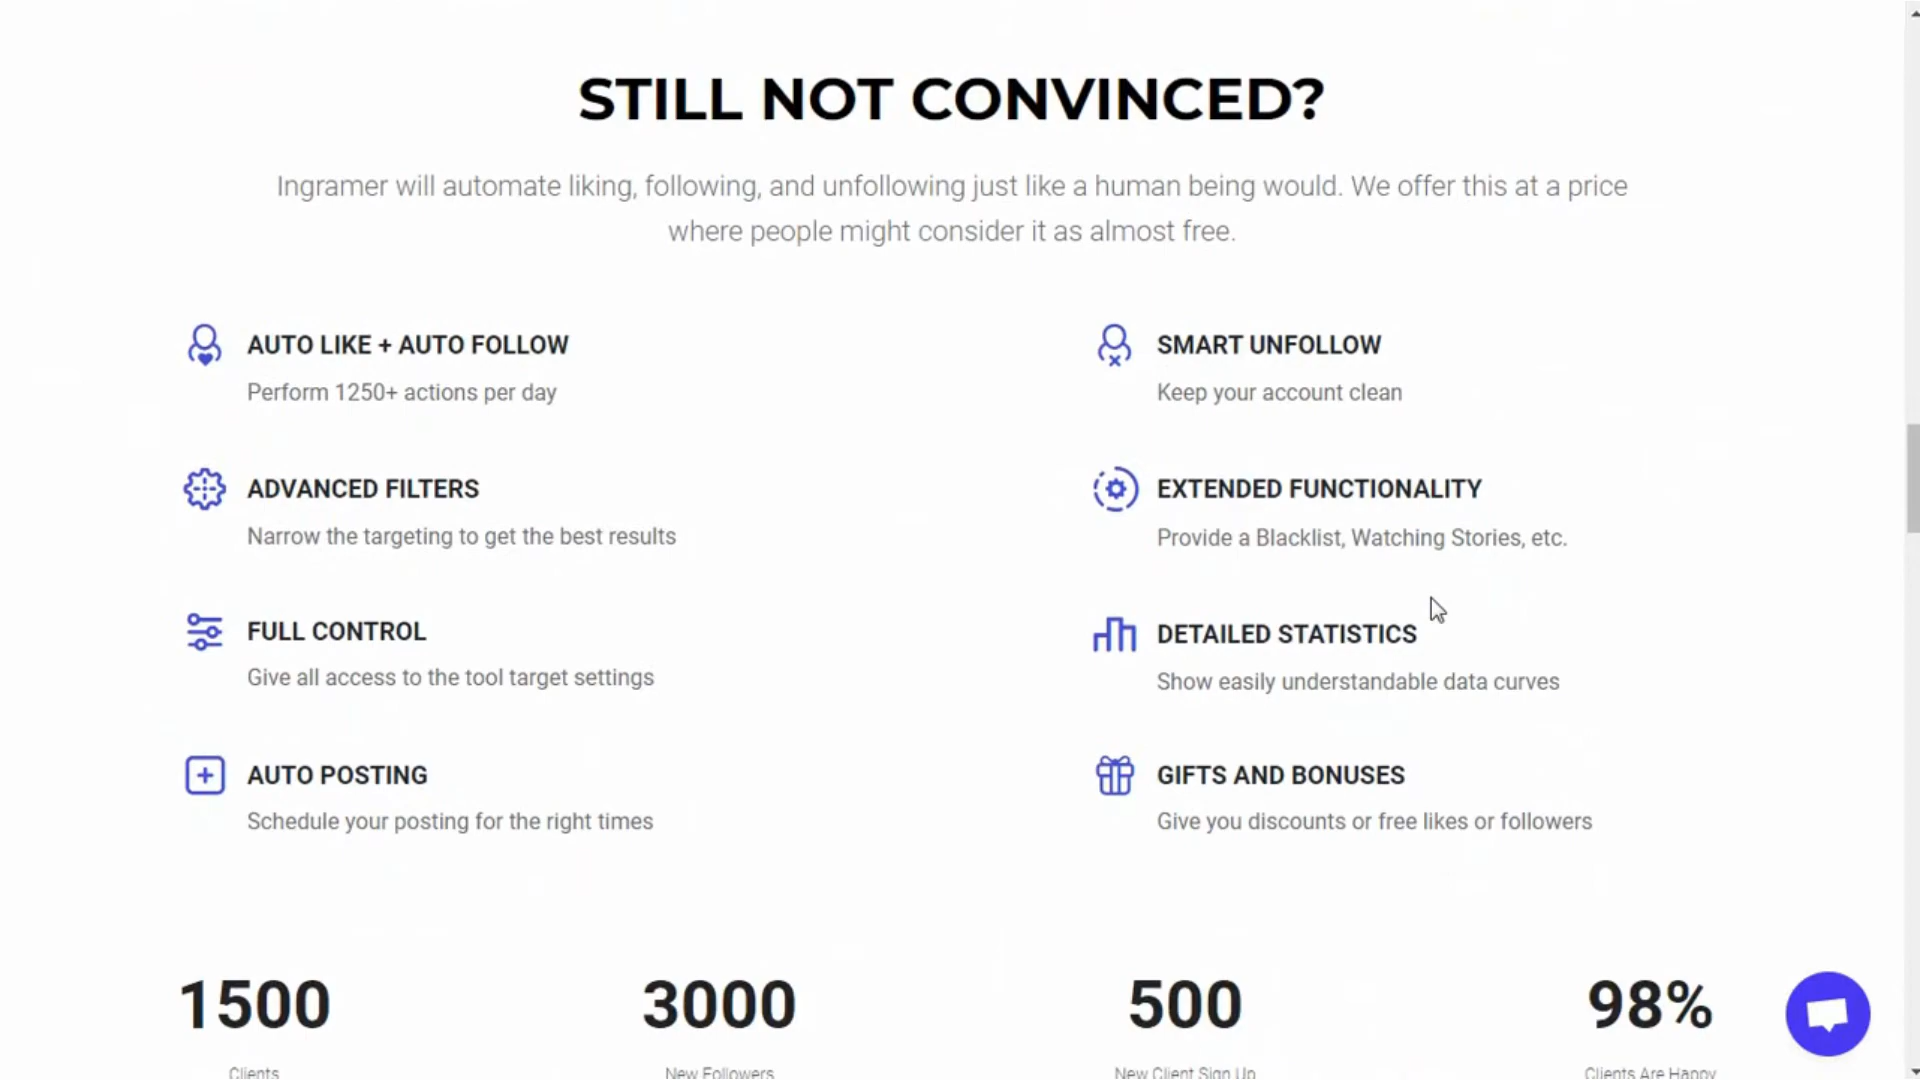 STILL NOT CONVINCED?
Ingramer will automate liking, following, and unfollowing just like a human being would. We offer this at a price
where people might consider it as almost free.
AUTO LIKE + AUTO FOLLOW
Perform 1250+ actions per day
SMART UNFOLLOW
Keep your account clean
ADVANCED FILTERS
Narrow the targeting to get the best results
EXTENDED FUNCTIONALITY
Provide a Blacklist, Watching Stories, etc.
FULL CONTROL
Give all access to the tool target settings
DETAILED STATISTICS
Show easily understandable data curves
AUTO POSTING
Schedule your posting for the right times
GIFTS AND BONUSES
Give you discounts or free likes or followers
1500
3000
500
98%
Clients
New Followers
New Client Sign Up
Clients Are Happy